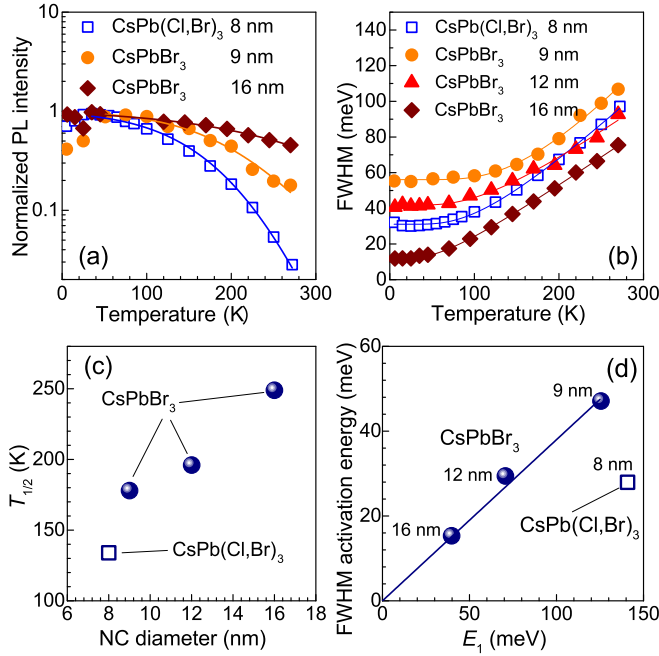 CsPb(Cl,Br)₃ 8 nm
CsPbBr₃ 9 nm
CsPbBr₃ 16 nm
Normalized PL intensity
1
0.1
(a)
0 100 200 300
Temperature (K)
CsPb(Cl,Br)₃ 8 nm
CsPbBr₃ 9 nm
CsPbBr₃ 12 nm
CsPbBr₃ 16 nm
FWHM (meV)
140
120
100
80
60
40
20
0
(b)
0 100 200 300
Temperature (K)
(c)
CsPbBr₃
CsPb(Cl,Br)₃
T₁/₂ (K)
250
200
150
100
6 8 10 12 14 16 18
NC diameter (nm)
(d)
9 nm
CsPbBr₃
12 nm
8 nm
16 nm
CsPb(Cl,Br)₃
FWHM activation energy (meV)
60
40
20
0
0 50 100 150
E₁ (meV)